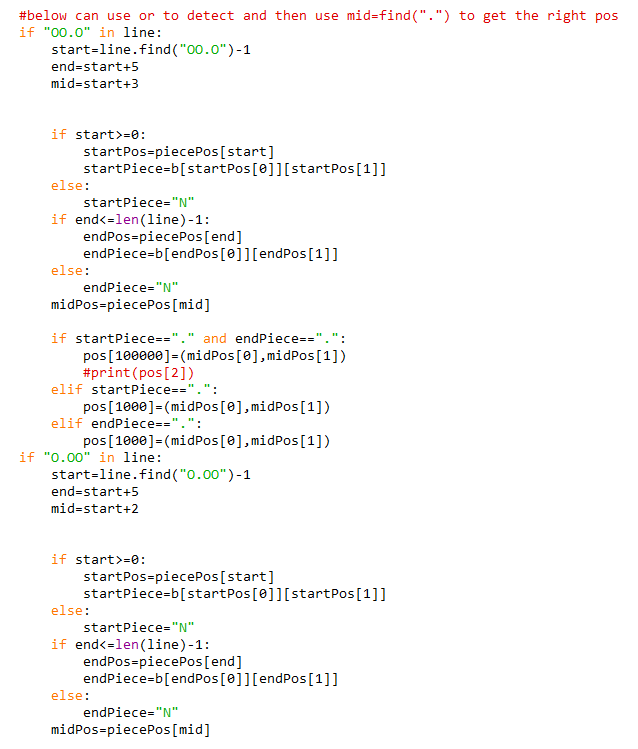 #below can use or to detect and then use mid=find(".") to get the right pos
if "OO.O" in line:
    start=line.find("OO.O")-1
    end=start+5
    mid=start+3


    if start>=0:
        startPos=piecePos[start]
        startPiece=b[startPos[0]][startPos[1]]
    else:
        startPiece="N"
    if end<=len(line)-1:
        endPos=piecePos[end]
        endPiece=b[endPos[0]][endPos[1]]
    else:
        endPiece="N"
    midPos=piecePos[mid]

    if startPiece=="." and endPiece==".":
        pos[100000]=(midPos[0],midPos[1])
        #print(pos[2])
    elif startPiece==".":
        pos[1000]=(midPos[0],midPos[1])
    elif endPiece==".":
        pos[1000]=(midPos[0],midPos[1])
if "O.OO" in line:
    start=line.find("O.OO")-1
    end=start+5
    mid=start+2


    if start>=0:
        startPos=piecePos[start]
        startPiece=b[startPos[0]][startPos[1]]
    else:
        startPiece="N"
    if end<=len(line)-1:
        endPos=piecePos[end]
        endPiece=b[endPos[0]][endPos[1]]
    else:
        endPiece="N"
    midPos=piecePos[mid]